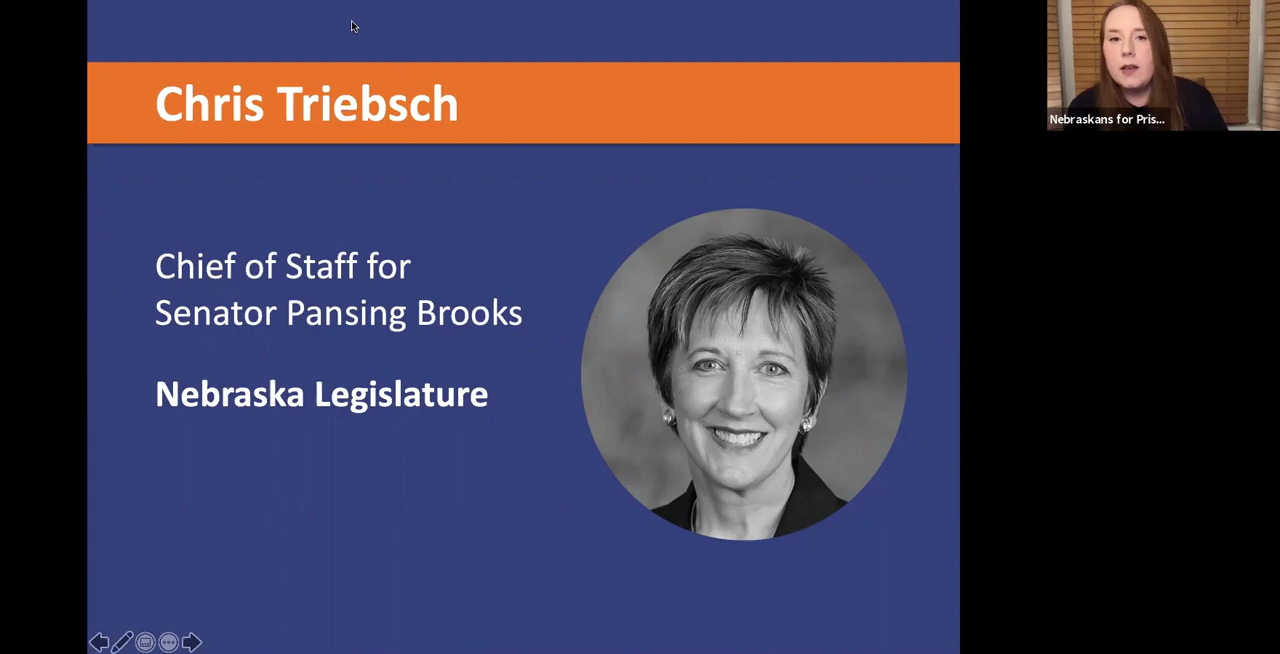 Chris Triebsch
Nebraskans for Pris...
Chief of Staff for
Senator Pansing Brooks
Nebraska Legislature